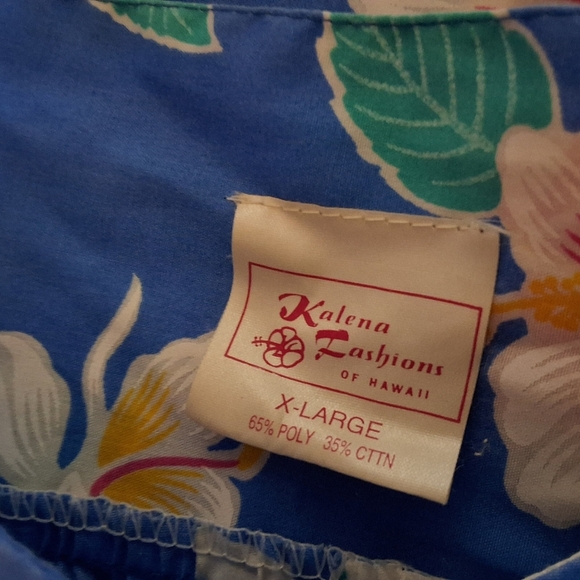 Kalena
Fashions
OF HAWAII
X-LARGE
65% POLY 35% CTTN